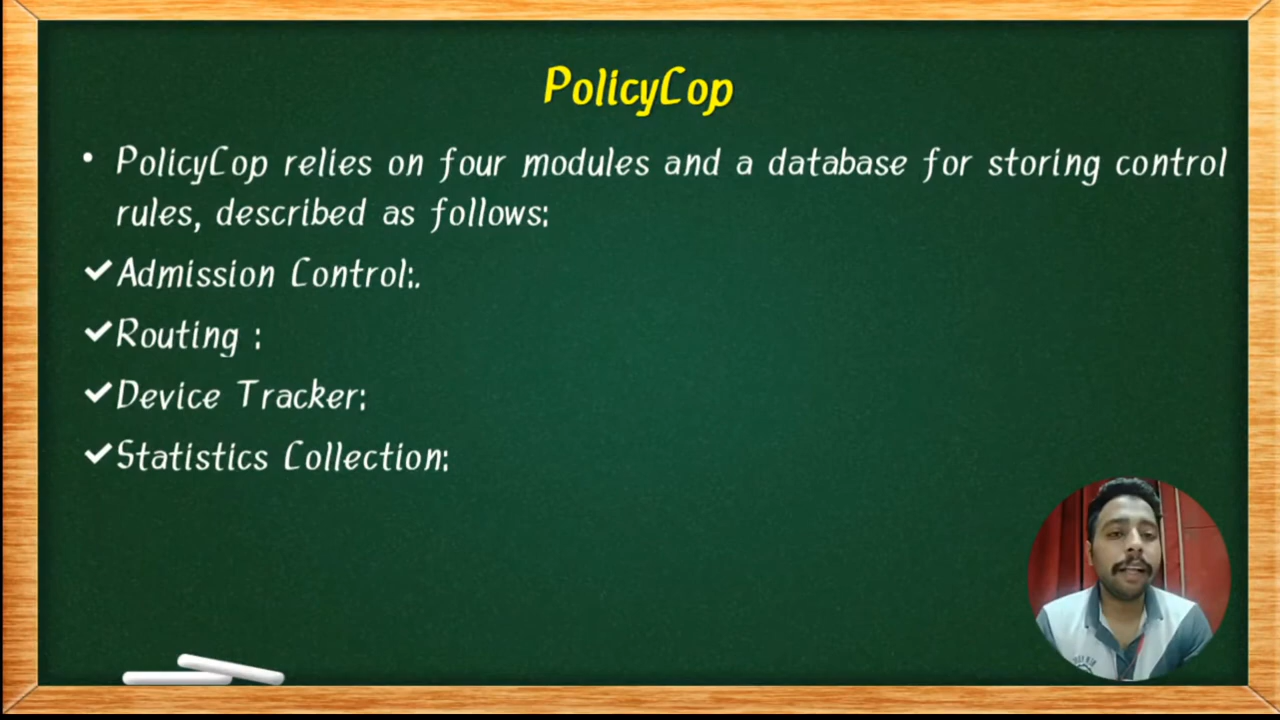 PolicyCop
• PolicyCop relies on four modules and a database for storing control
rules, described as follows:
✓Admission Control:.
✓Routing :
✓Device Tracker:
✓Statistics Collection: